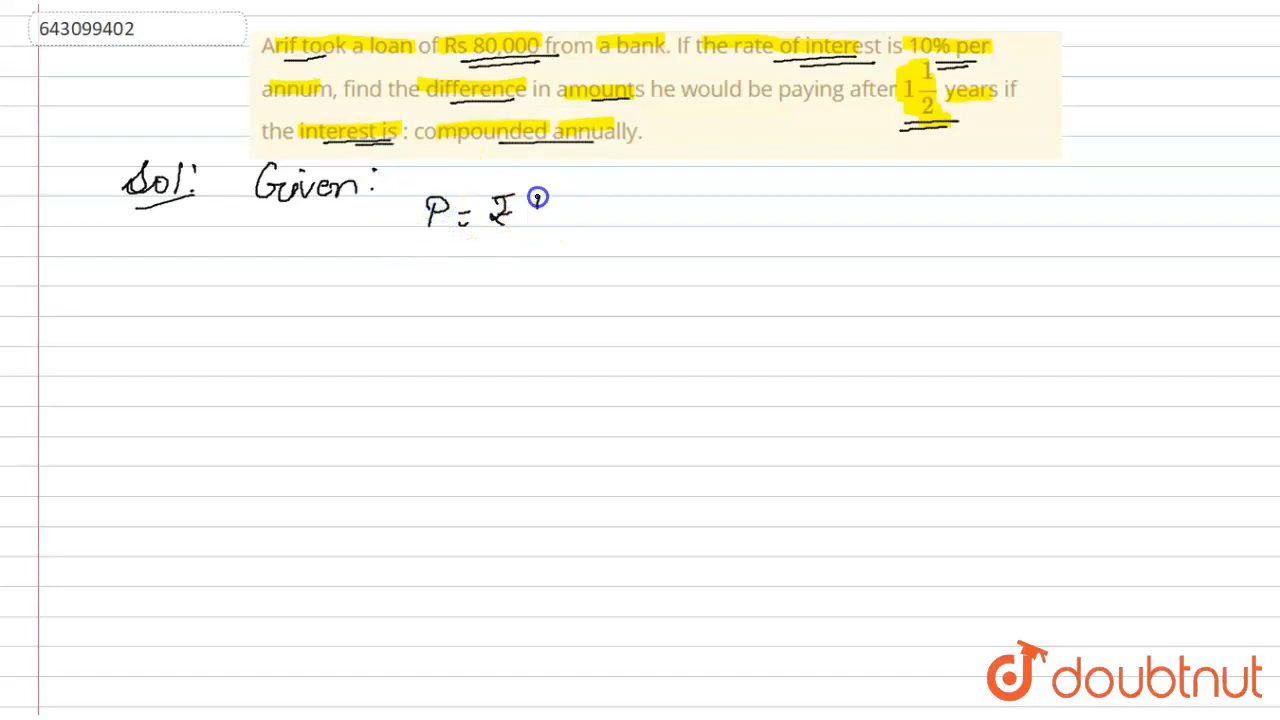 643099402
Arif took a loan of Rs 80,000 from a bank. If the rate of interest is 10% per
annum, find the difference in amounts he would be paying after 1 1/2 years if
the interest is : compounded annually.
Sol: Given:
P = ₹
doubtnut